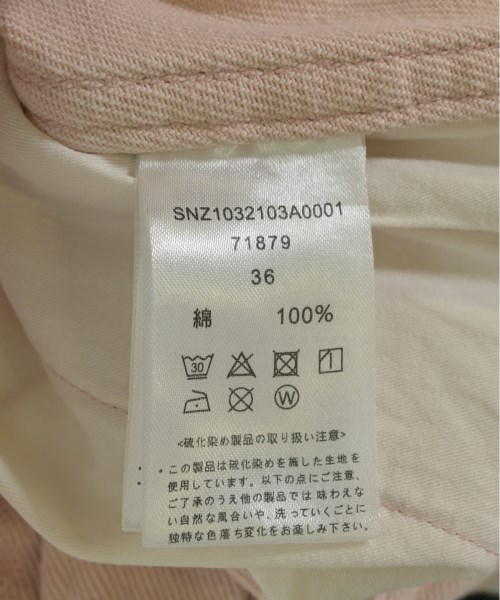 SNZ1032103A0001
71879
36
綿 100%
30
W
<硫化染め製品の取り扱い注意>
・この製品は硫化染めを施した生地を
使用しています。以下の点にご注意、
ご了承のうえ他の製品では味わえな
い自然な風合いや、洗っていくごとに
独特な色落ち変化をお楽しみ下さい。